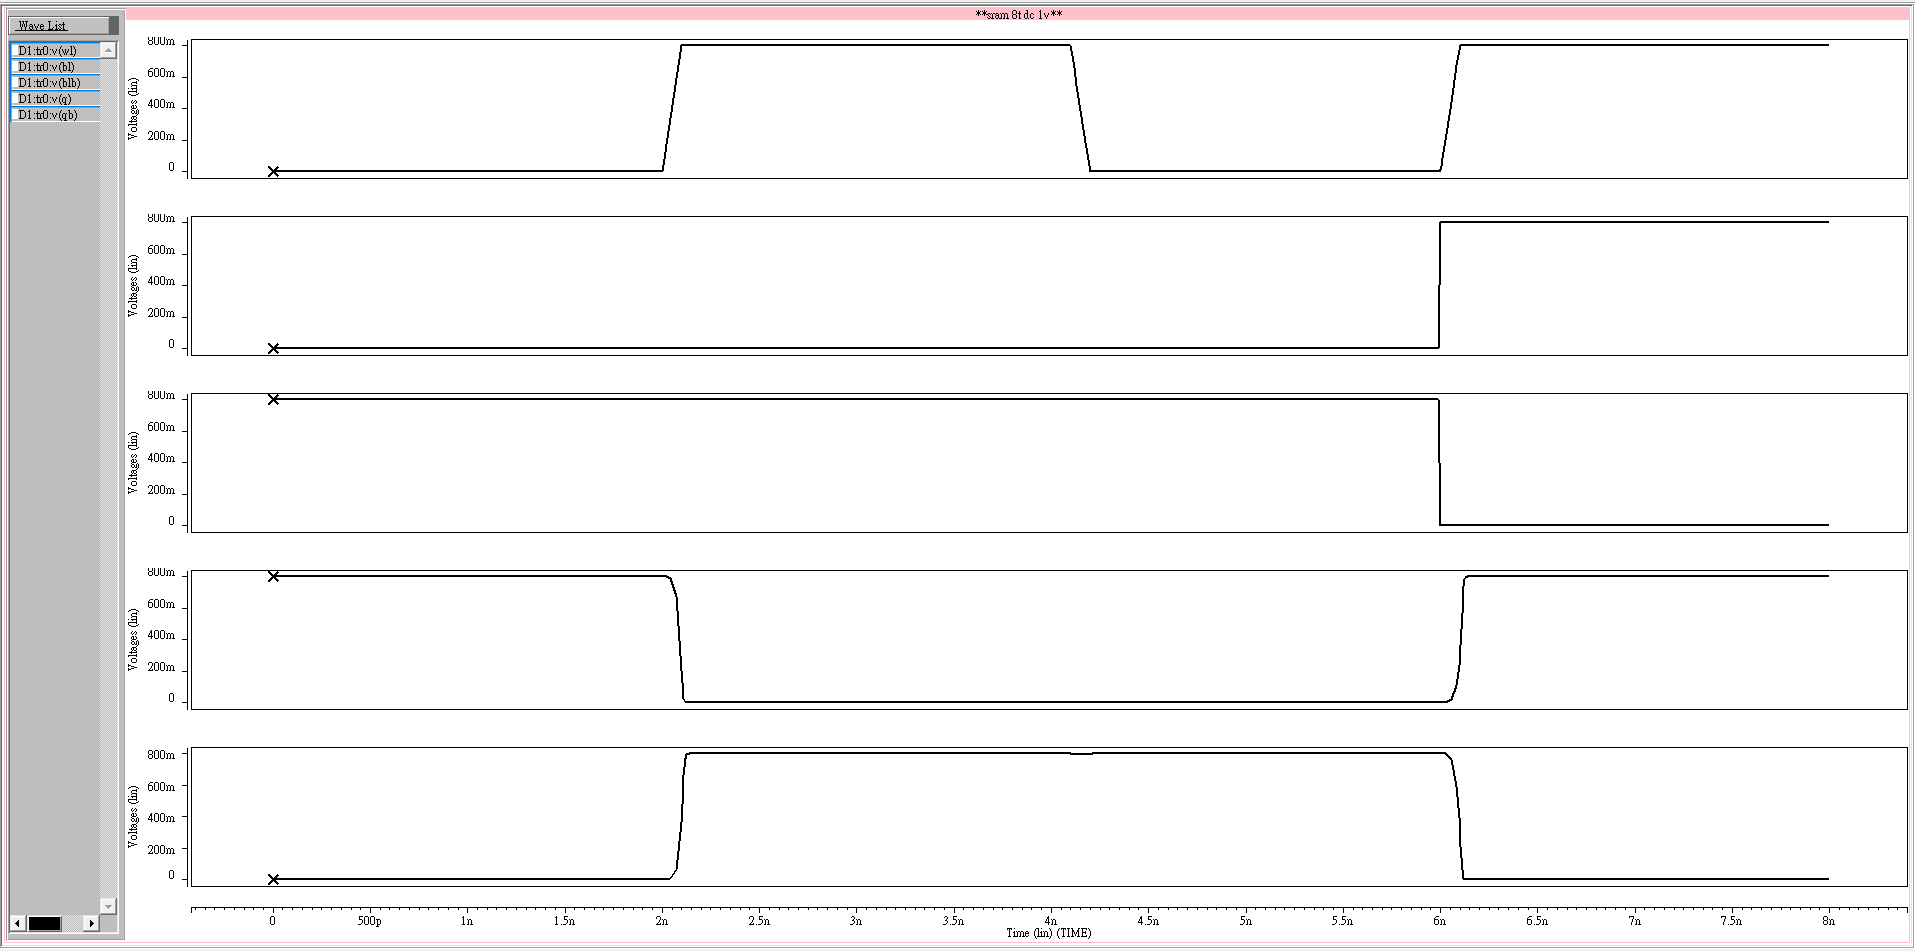 **sram 8t dc 1v**
Wave List
D1:tr0:v(wl)
D1:tr0:v(bl)
D1:tr0:v(blb)
D1:tr0:v(q)
D1:tr0:v(qb)
Voltages (lin)
800m
600m
400m
200m
0
Voltages (lin)
800m
600m
400m
200m
0
Voltages (lin)
800m
600m
400m
200m
0
Voltages (lin)
800m
600m
400m
200m
0
Voltages (lin)
800m
600m
400m
200m
0
0 500p 1n 1.5n 2n 2.5n 3n 3.5n 4n 4.5n 5n 5.5n 6n 6.5n 7n 7.5n 8n
Time (lin) (TIME)